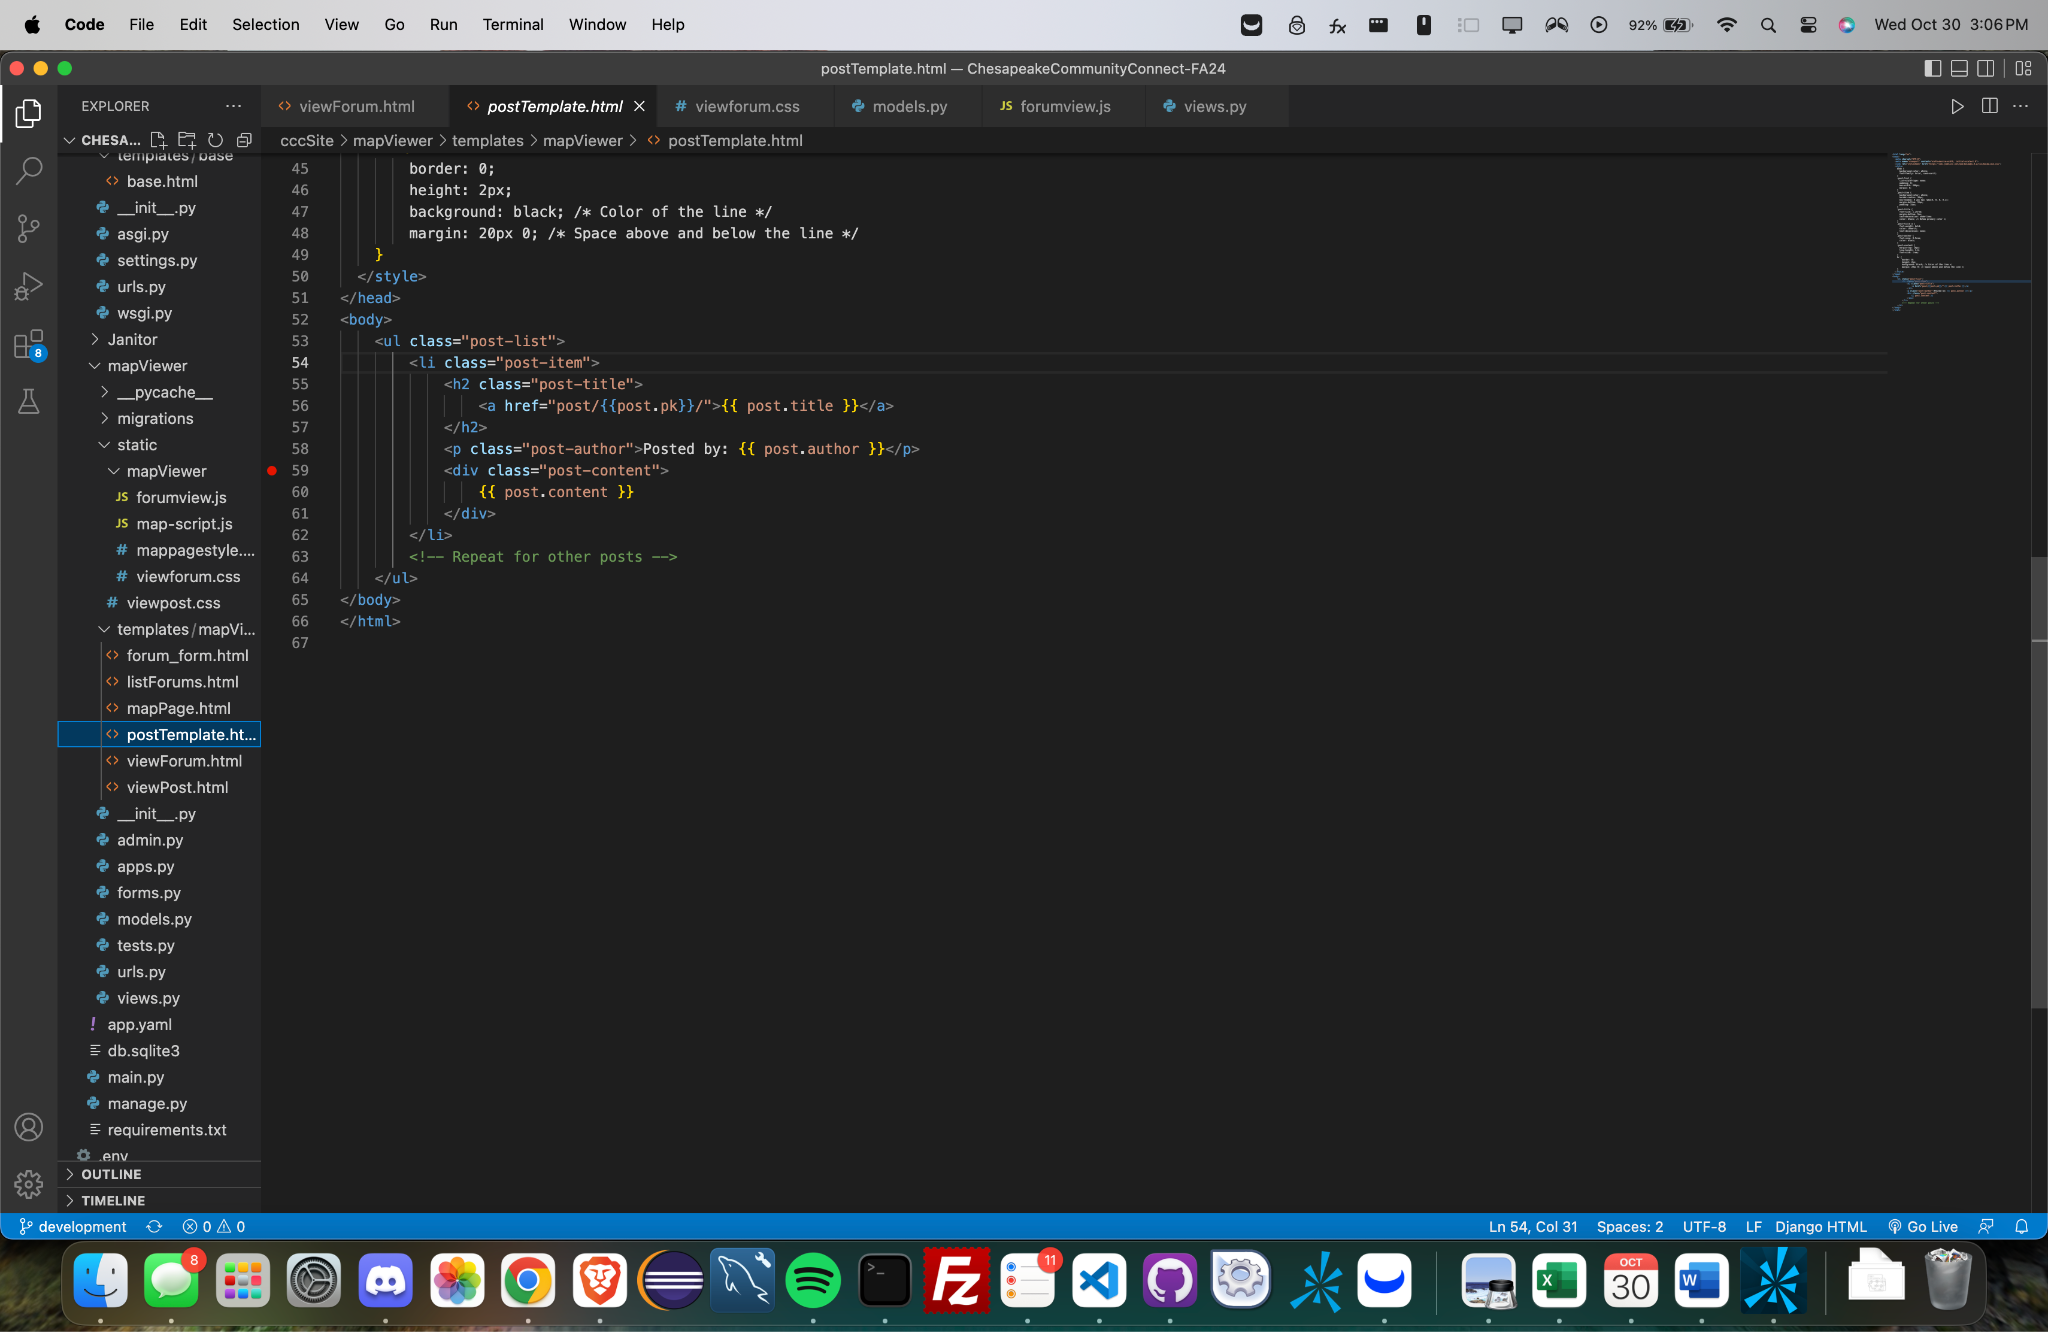 Code File Edit Selection View Go Run Terminal Window Help
92% Wed Oct 30 3:06 PM
postTemplate.html — ChesapeakeCommunityConnect-FA24
EXPLORER
viewForum.html
postTemplate.html
# viewforum.css
models.py
JS forumview.js
views.py
CHESA...
cccSite > mapViewer > templates > mapViewer > postTemplate.html
templates/base
base.html
__init__.py
asgi.py
settings.py
urls.py
wsgi.py
Janitor
mapViewer
__pycache__
migrations
static
mapViewer
JS forumview.js
JS map-script.js
# mappagestyle....
# viewforum.css
# viewpost.css
templates/mapVi...
forum_form.html
listForums.html
mapPage.html
postTemplate.ht...
viewForum.html
viewPost.html
__init__.py
admin.py
apps.py
forms.py
models.py
tests.py
urls.py
views.py
! app.yaml
db.sqlite3
main.py
manage.py
requirements.txt
.env
OUTLINE
TIMELINE
8
45 border: 0;
46 height: 2px;
47 background: black; /* Color of the line */
48 margin: 20px 0; /* Space above and below the line */
49 }
50 </style>
51 </head>
52 <body>
53 <ul class="post-list">
54 <li class="post-item">
55 <h2 class="post-title">
56 <a href="post/{{post.pk}}/">{{ post.title }}</a>
57 </h2>
58 <p class="post-author">Posted by: {{ post.author }}</p>
59 <div class="post-content">
60 {{ post.content }}
61 </div>
62 </li>
63 <!-- Repeat for other posts -->
64 </ul>
65 </body>
66 </html>
67
development 0 0
Ln 54, Col 31 Spaces: 2 UTF-8 LF Django HTML Go Live
8
>_
Fz
11
X
OCT
30
W